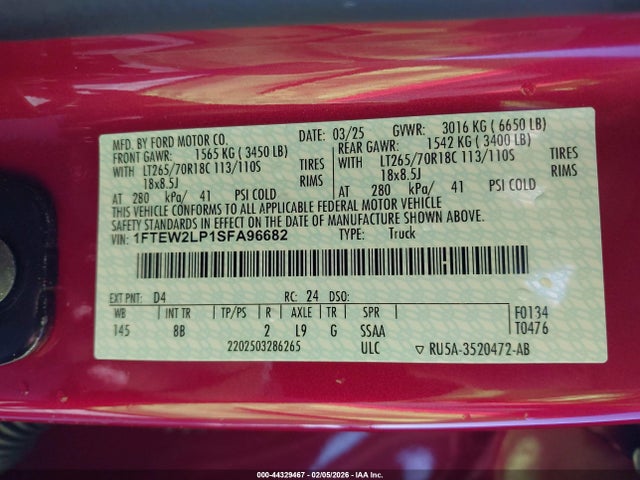 MFD. BY FORD MOTOR CO. DATE: 03/25 GVWR: 3016 KG ( 6650 LB)
FRONT GAWR: 1565 KG ( 3450 LB) REAR GAWR: 1542 KG ( 3400 LB)
WITH LT265/70R18C 113/110S TIRES WITH LT265/70R18C 113/110S TIRES
18x8.5J RIMS 18x8.5J RIMS
AT 280 kPa/ 41 PSI COLD AT 280 kPa/ 41 PSI COLD
THIS VEHICLE CONFORMS TO ALL APPLICABLE FEDERAL MOTOR VEHICLE
SAFETY STANDARDS IN EFFECT ON THE DATE OF MANUFACTURE SHOWN ABOVE.
VIN: 1FTEW2LP1SFA96682 TYPE: Truck
EXT PNT: D4 RC: 24 DSO:
WB INT TR TP/PS R AXLE TR SPR F0134
145 8B 2 L9 G SSAA T0476
2202503286265 ULC ▽ RU5A-3520472-AB
000-44329467 - 02/05/2026 - IAA Inc.